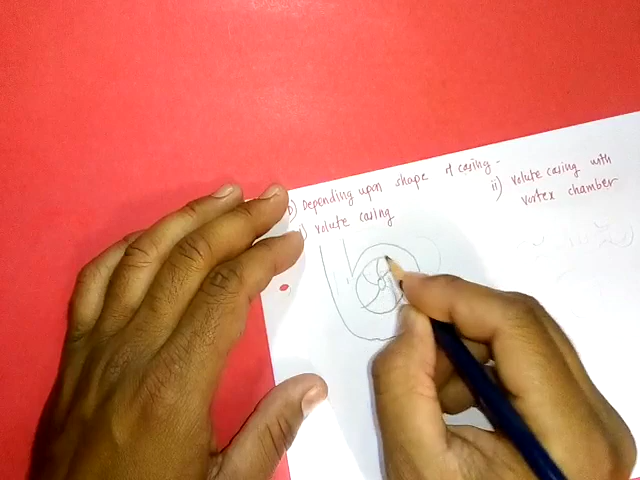 b) Depending upon shape of casing -
i) volute casing
ii) volute casing with
vortex chamber